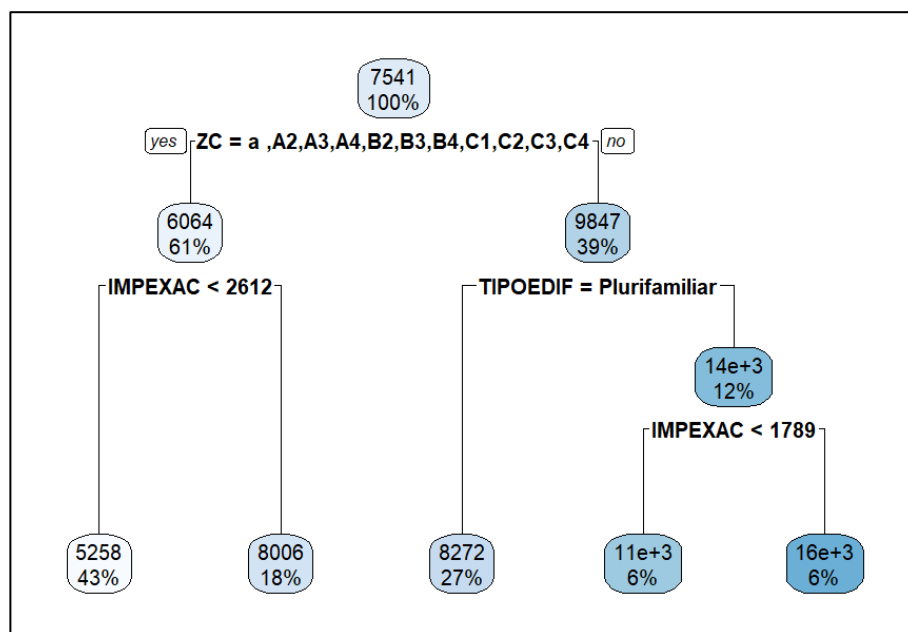 7541
100%
yes ZC = a ,A2,A3,A4,B2,B3,B4,C1,C2,C3,C4 no
6064
61%
9847
39%
IMPEXAC < 2612
TIPOEDIF = Plurifamiliar
14e+3
12%
IMPEXAC < 1789
5258
43%
8006
18%
8272
27%
11e+3
6%
16e+3
6%